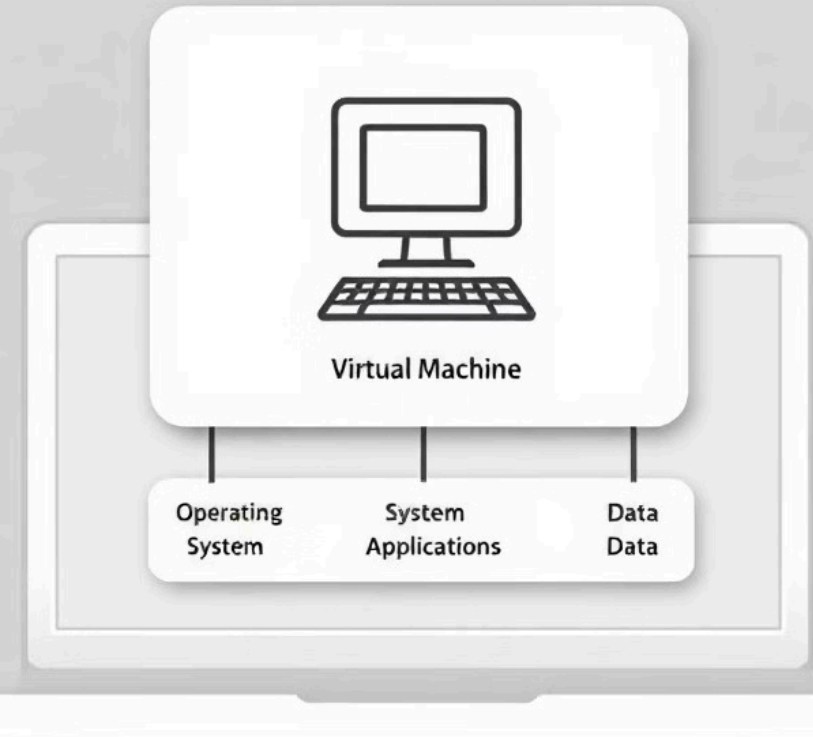 Virtual Machine
Operating
System
System
Applications
Data
Data